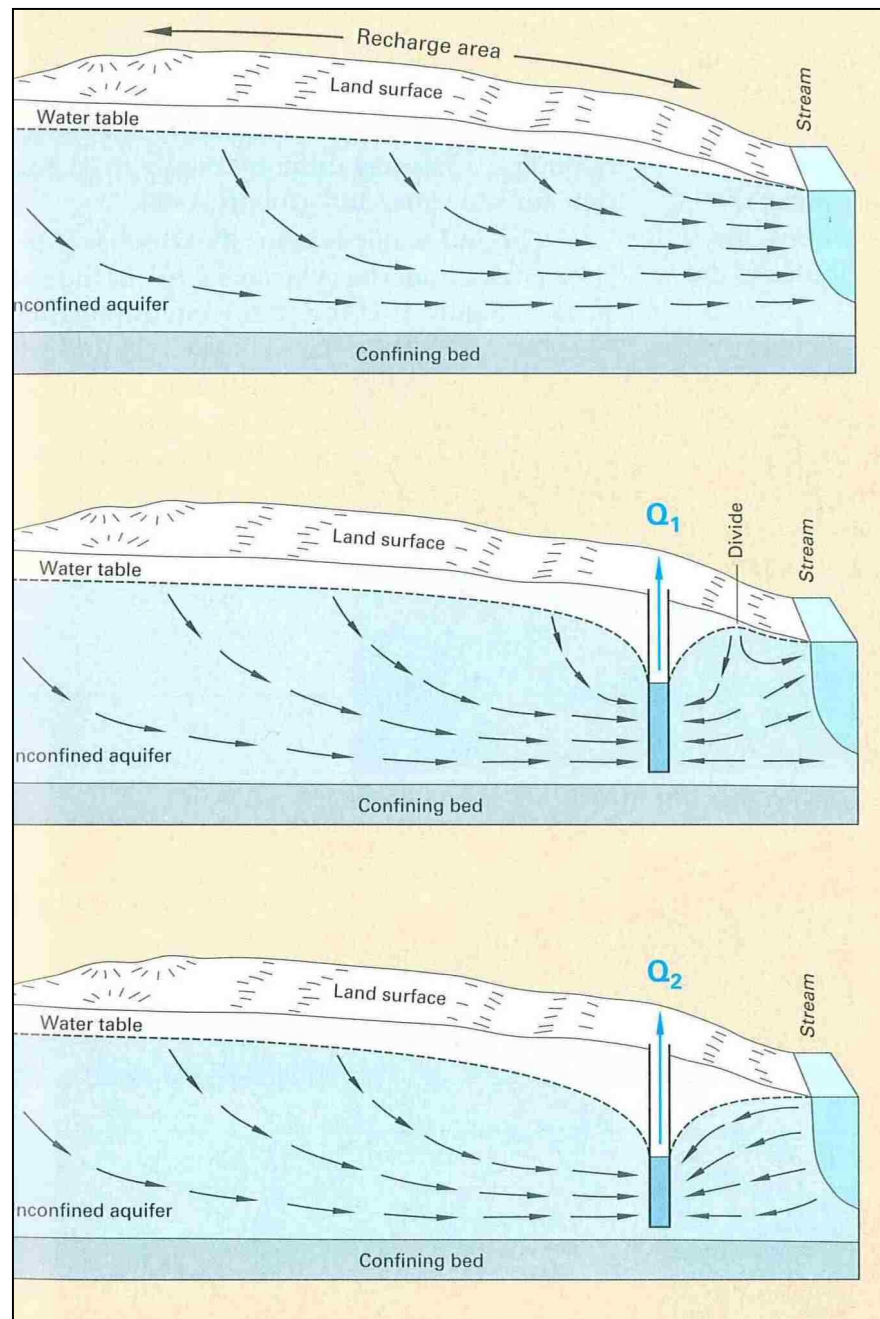 Recharge area
Land surface
Stream
Water table
nconfined aquifer
Confining bed
Q1
Divide
Stream
Land surface
Water table
nconfined aquifer
Confining bed
Q2
Stream
Land surface
Water table
nconfined aquifer
Confining bed